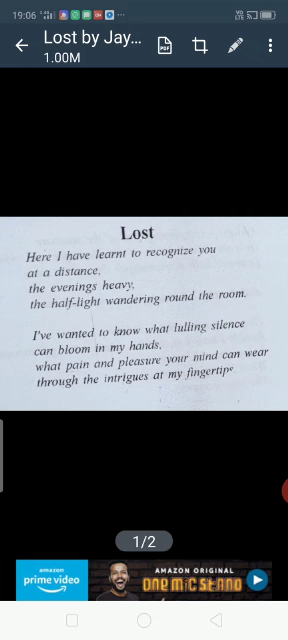 19:06
Lost by Jay...
PDF
1.00M
Lost
Here I have learnt to recognize you
at a distance,
the evenings heavy,
the half-light wandering round the room.
I've wanted to know what lulling silence
can bloom in my hands,
what pain and pleasure your mind can wear
through the intrigues at my fingertips
1/2
amazon
prime video
AMAZON ORIGINAL
ONE MIC STAND